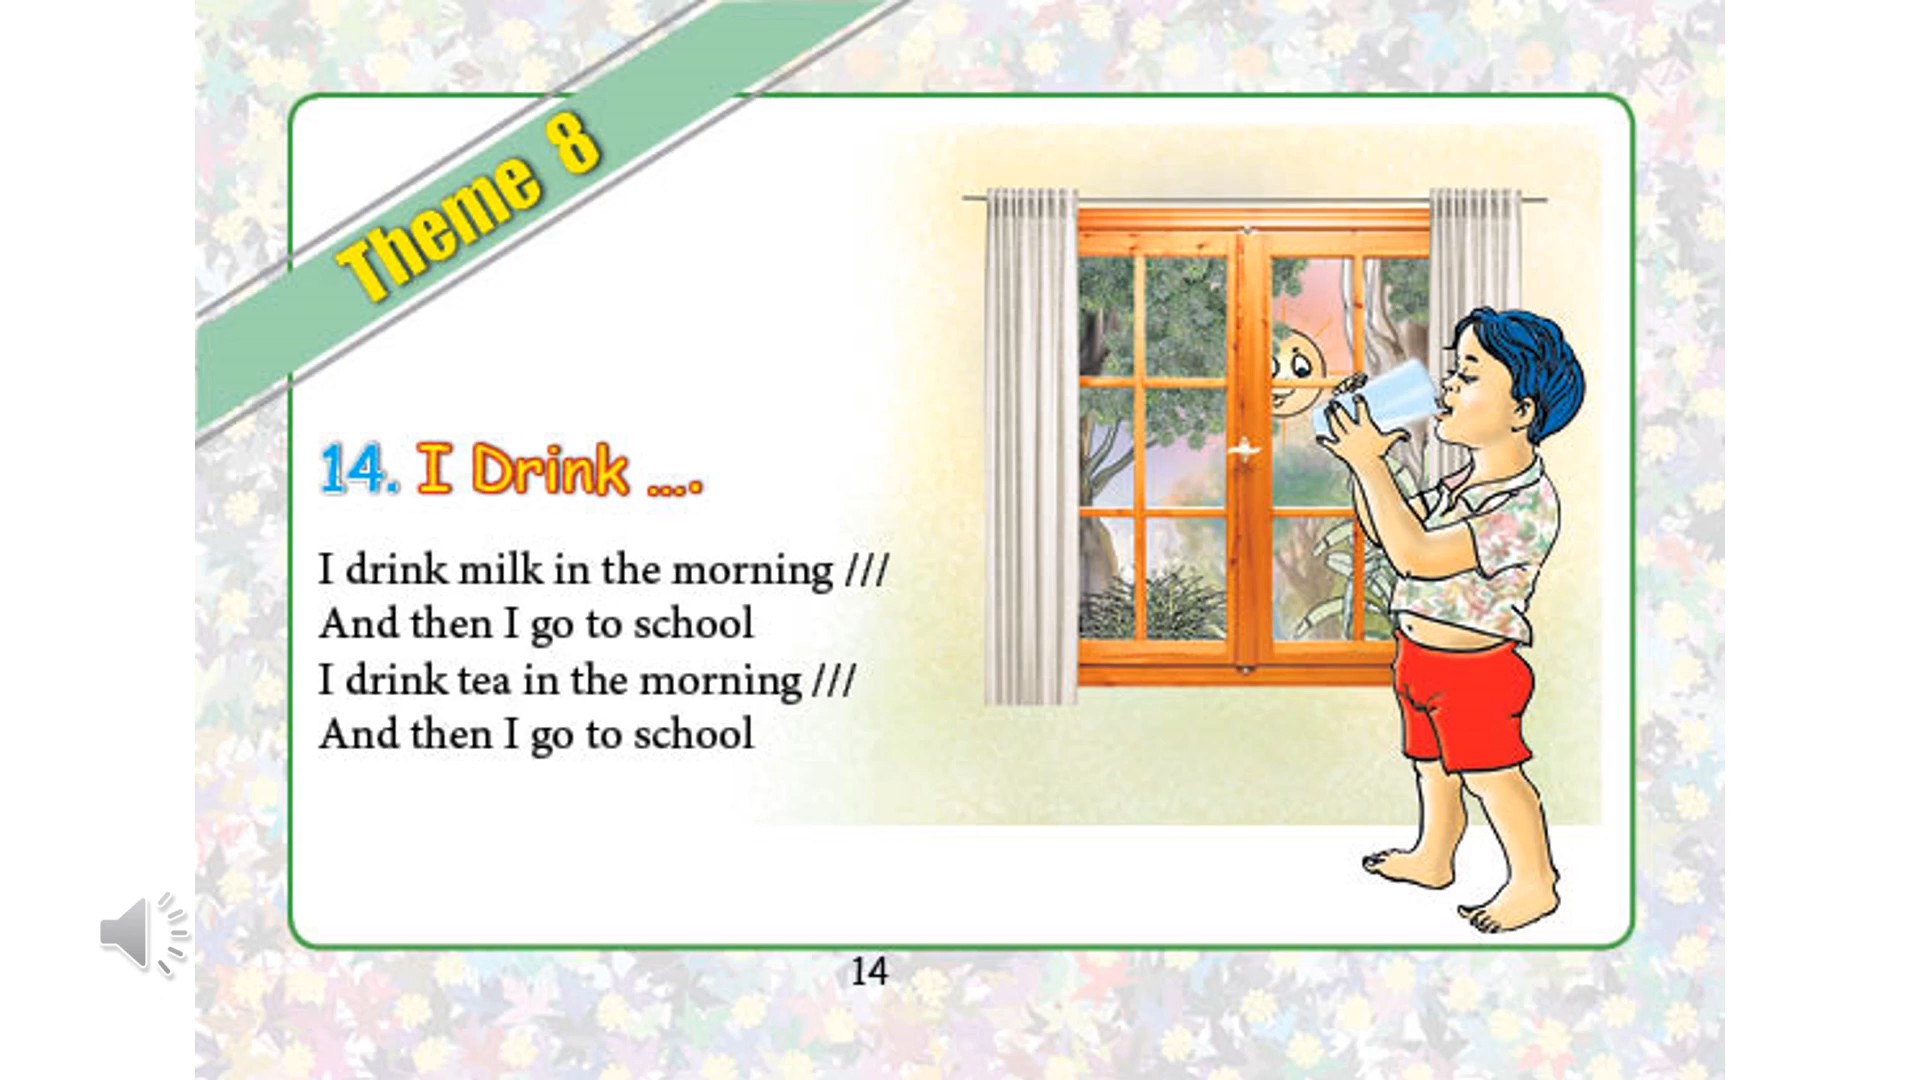 Theme 8
14. I Drink ....
I drink milk in the morning ///
And then I go to school
I drink tea in the morning ///
And then I go to school
14